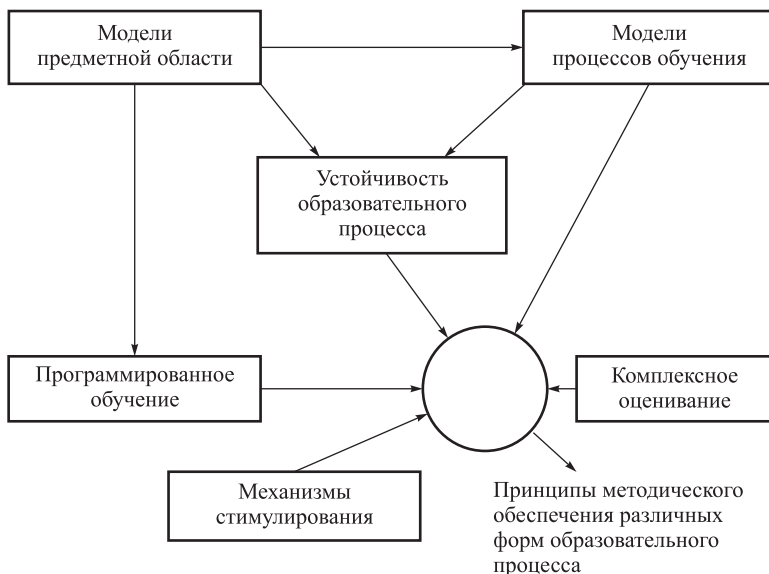 Модели
предметной области
Модели
процессов обучения
Устойчивость
образовательного
процесса
Программированное
обучение
Комплексное
оценивание
Механизмы
стимулирования
Принципы методического
обеспечения различных
форм образовательного
процесса